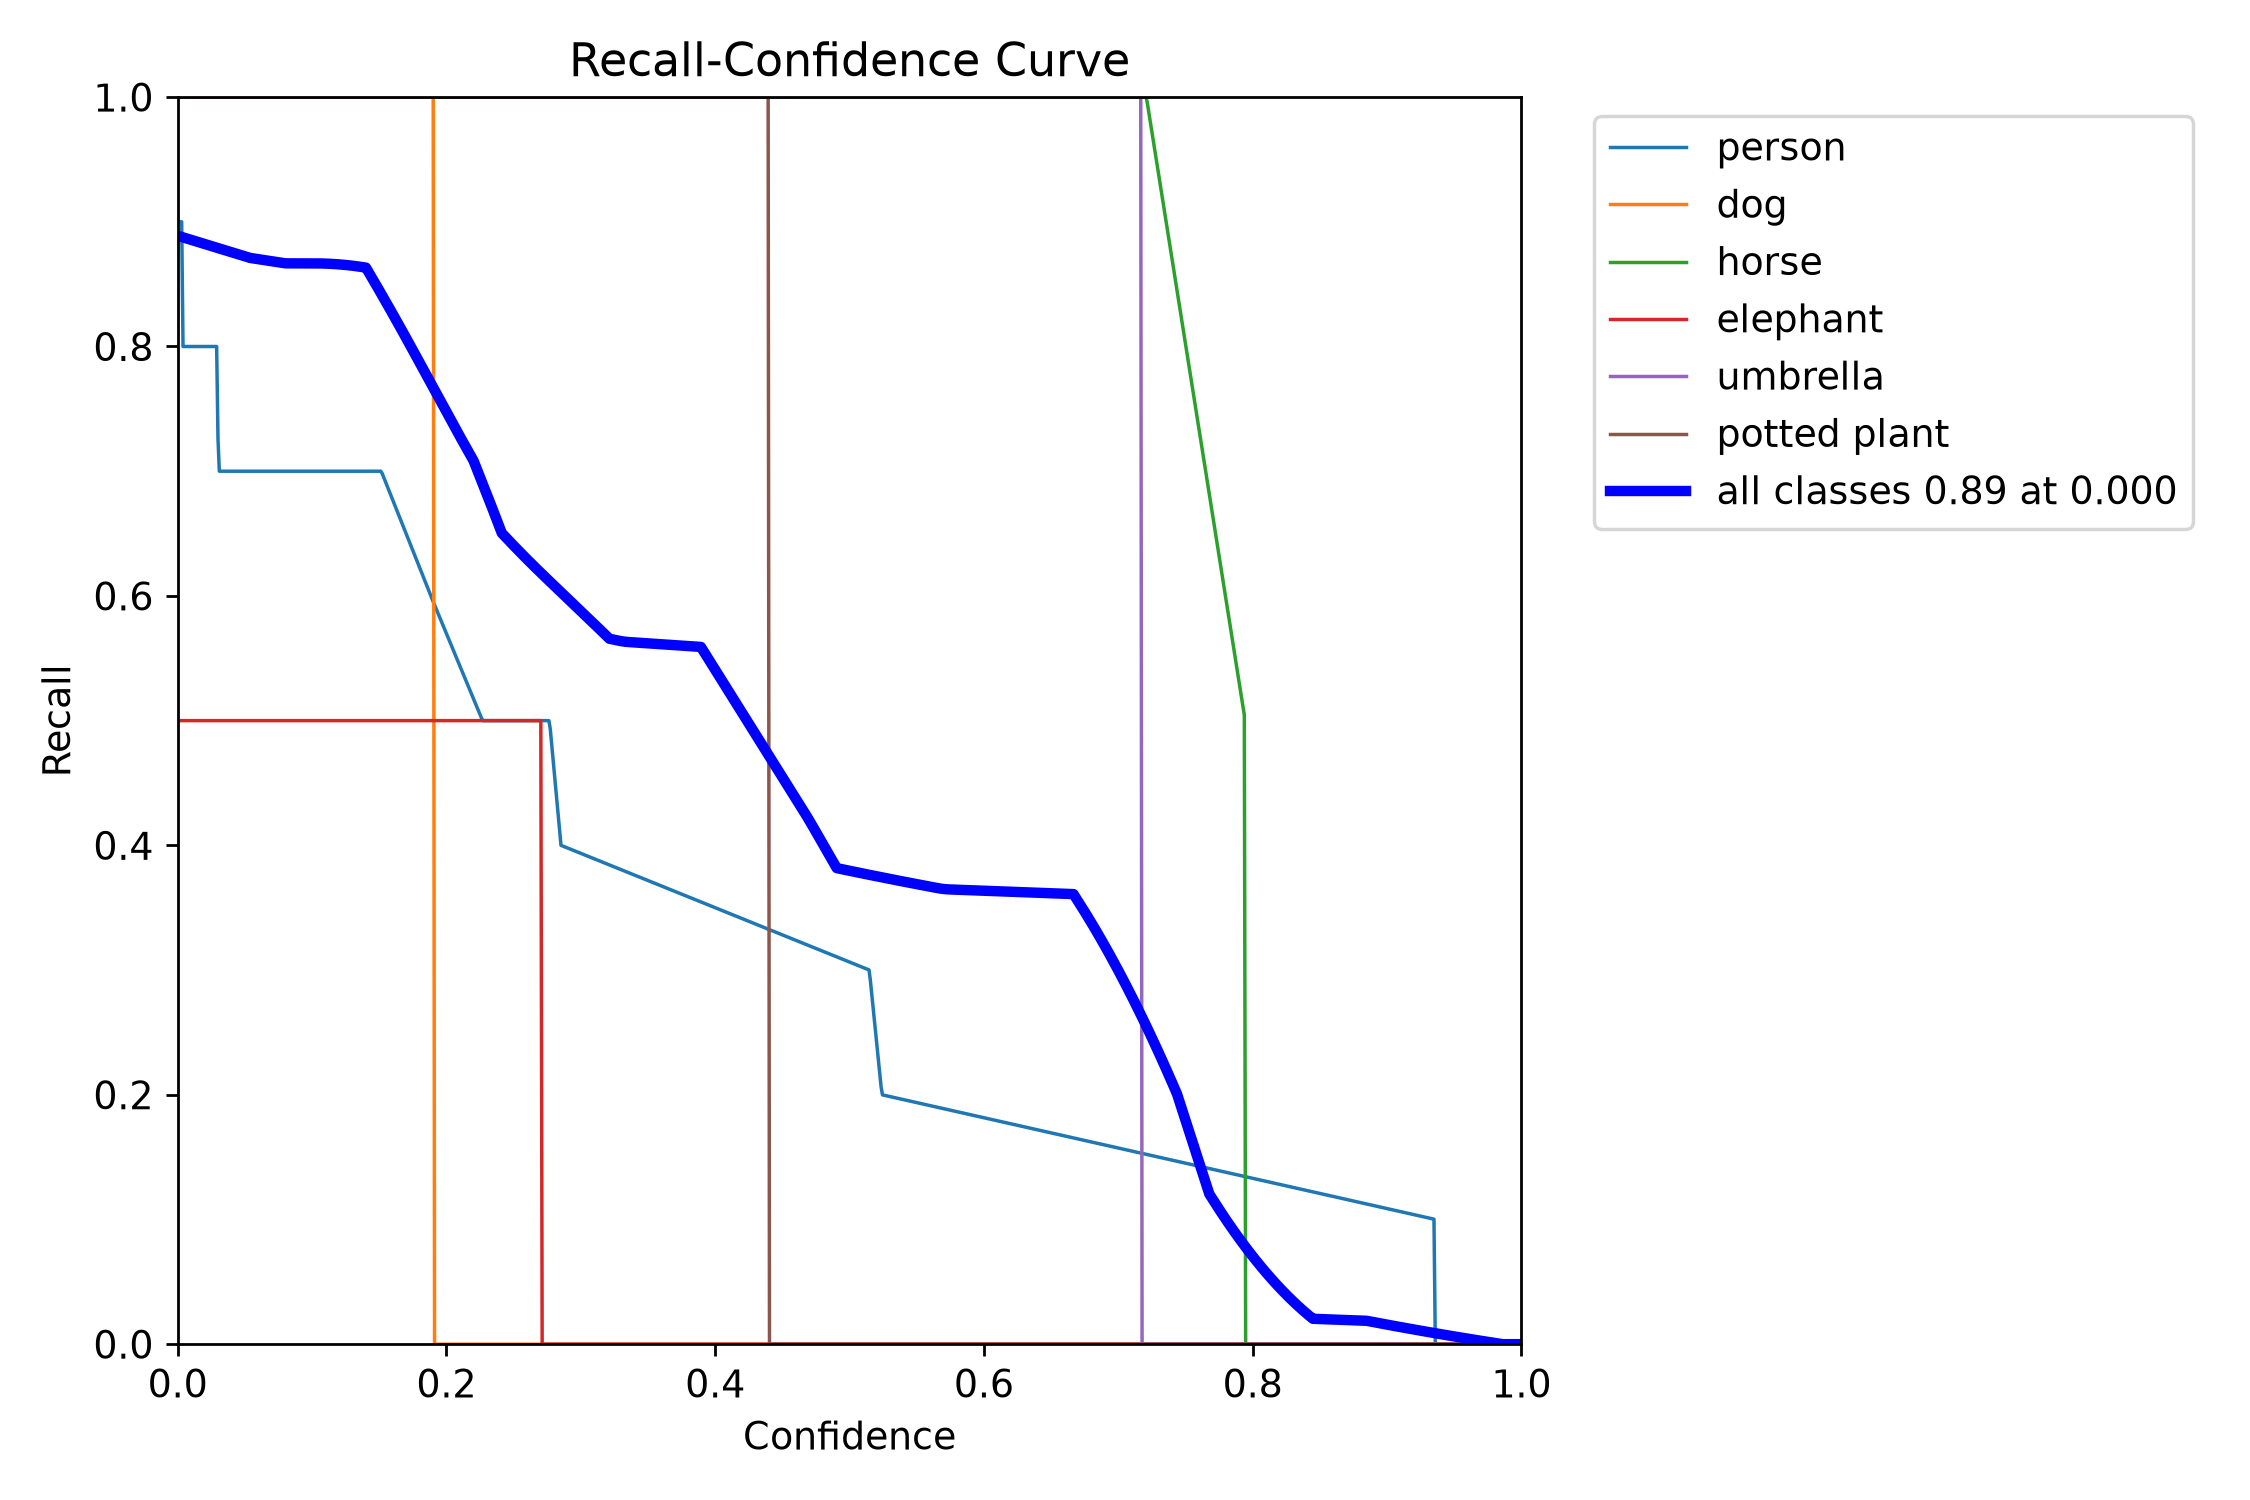 Recall-Confidence Curve
1.0
0.8
0.6
0.4
0.2
0.0
Recall
0.0 0.2 0.4 0.6 0.8 1.0
Confidence
person
dog
horse
elephant
umbrella
potted plant
all classes 0.89 at 0.000